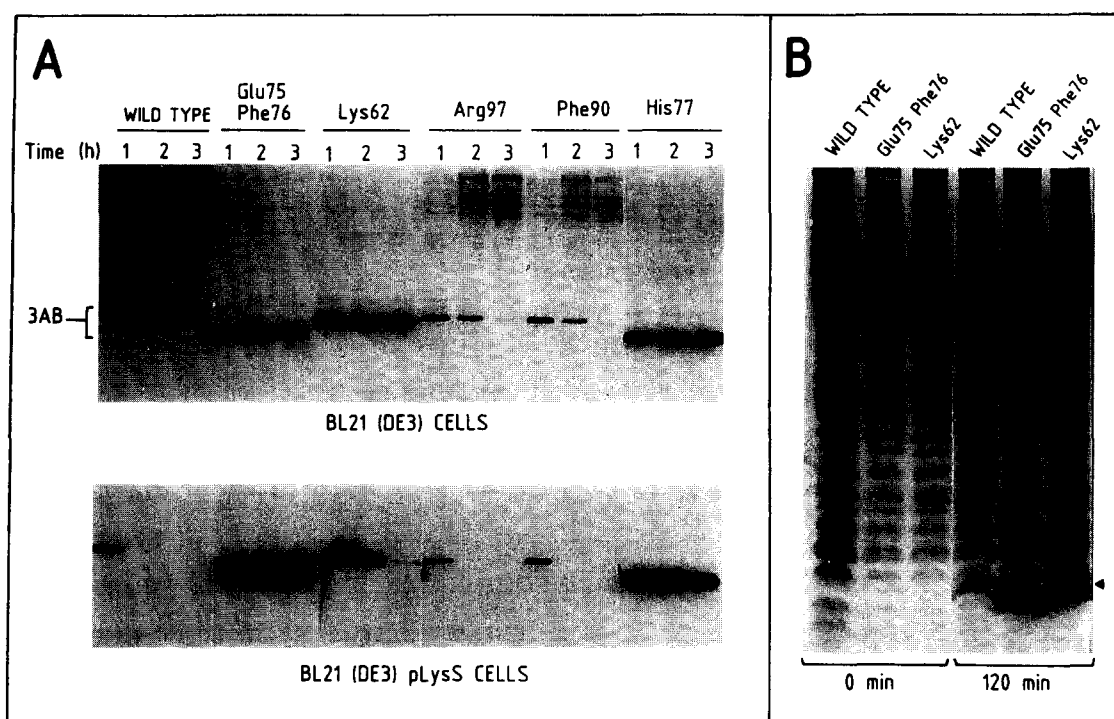 A
WILD TYPE
Glu75
Phe76
Lys62
Arg97
Phe90
His77
Time (h)
1 2 3 1 2 3 1 2 3 1 2 3 1 2 3 1 2 3
3AB
BL21 (DE3) CELLS
BL21 (DE3) pLysS CELLS
B
WILD TYPE
Glu75 Phe76
Lys62
WILD TYPE
Glu75 Phe76
Lys62
0 min
120 min